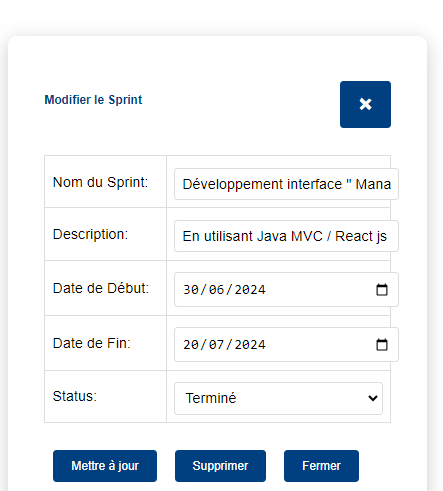 Modifier le Sprint
Nom du Sprint: Développement interface " Mana
Description: En utilisant Java MVC / React js
Date de Début: 30/06/2024
Date de Fin: 20/07/2024
Status: Terminé
Mettre à jour Supprimer Fermer